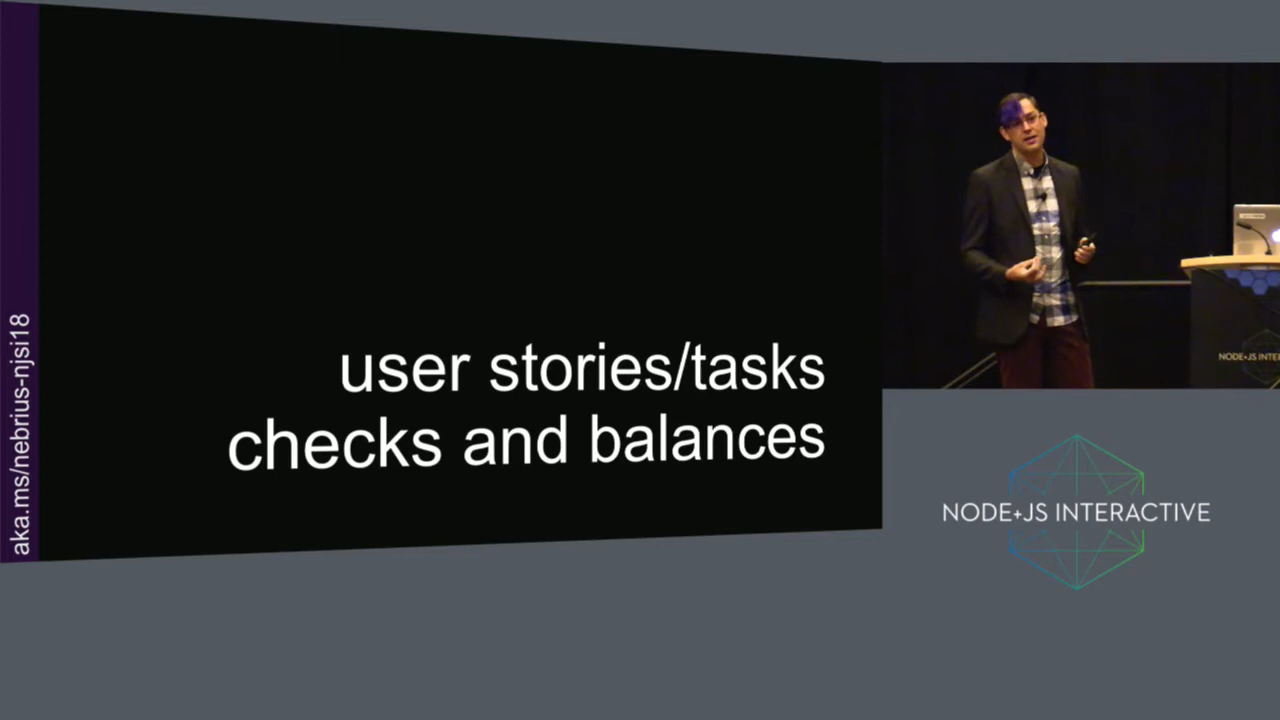 aka.ms/nebrius-njsi18
user stories/tasks
checks and balances
NODE+JS INTERACTIVE